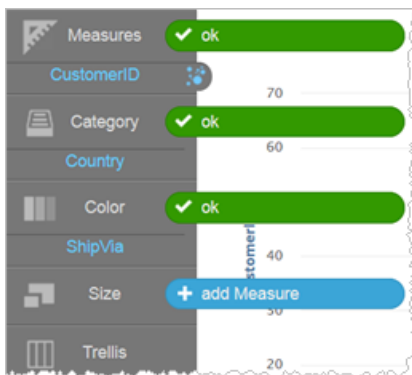 Measures
ok
CustomerID
70
Category
ok
60
Country
Color
ok
ShipVia
40
Size
add Measure
Trellis
20